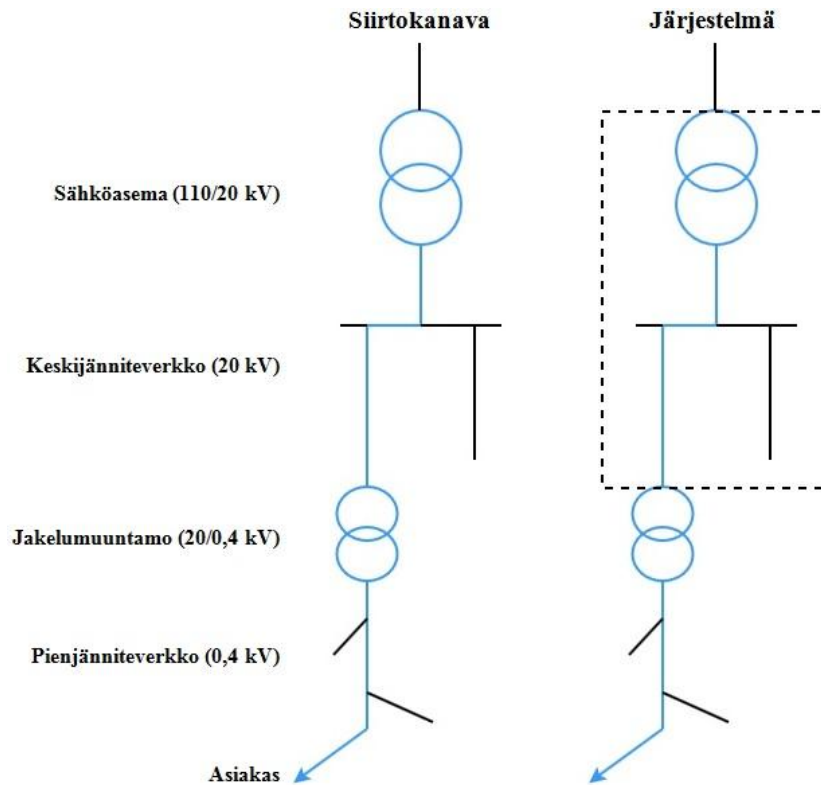 Siirtokanava
Järjestelmä
Sähköasema (110/20 kV)
Keskijänniteverkko (20 kV)
Jakelumuuntamo (20/0,4 kV)
Pienjänniteverkko (0,4 kV)
Asiakas